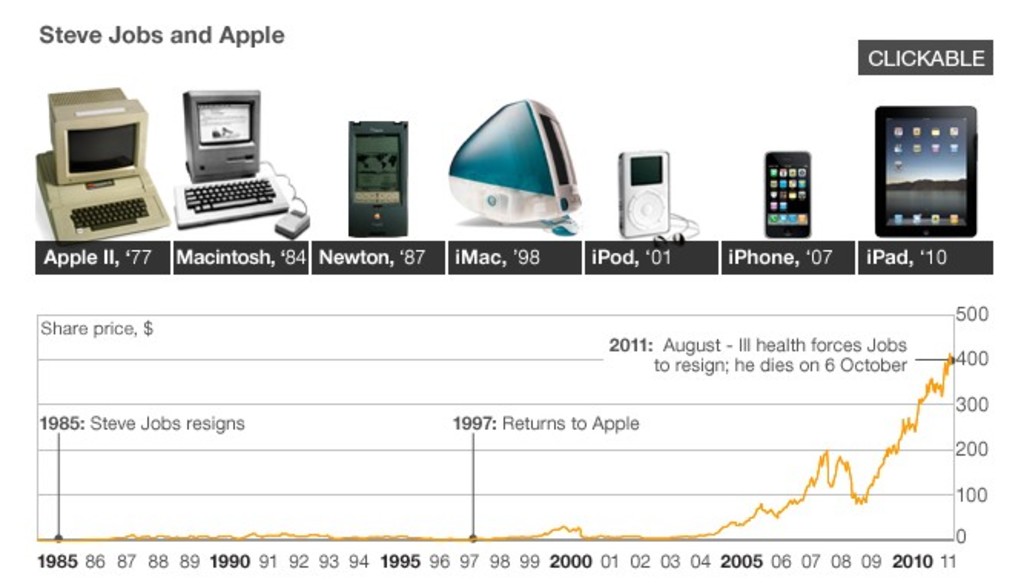 Steve Jobs and Apple
CLICKABLE
Apple II, ‘77
Macintosh, ‘84
Newton, ‘87
iMac, ’98
iPod, ‘01
iPhone, ‘07
iPad, ‘10
Share price, $
500
400
300
200
100
0
2011: August - Ill health forces Jobs
to resign; he dies on 6 October
1985: Steve Jobs resigns
1997: Returns to Apple
1985 86 87 88 89 1990 91 92 93 94 1995 96 97 98 99 2000 01 02 03 04 2005 06 07 08 09 2010 11